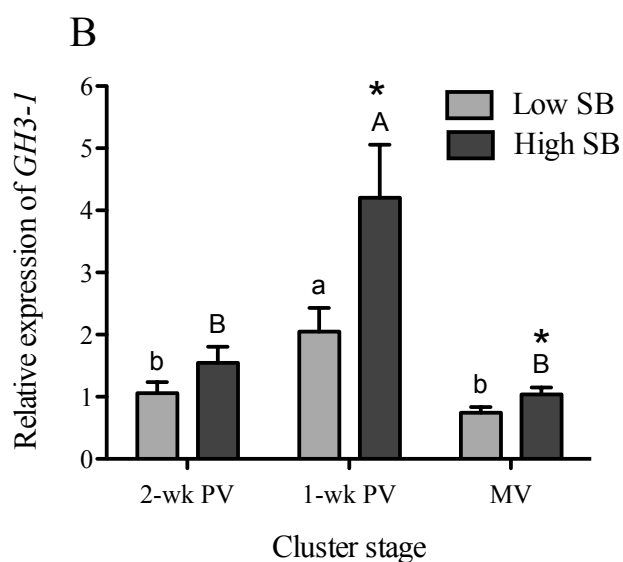 B
Relative expression of GH3-1
6
5
4
3
2
1
0
Low SB
High SB
b
B
a
*
A
b
*
B
2-wk PV
1-wk PV
MV
Cluster stage